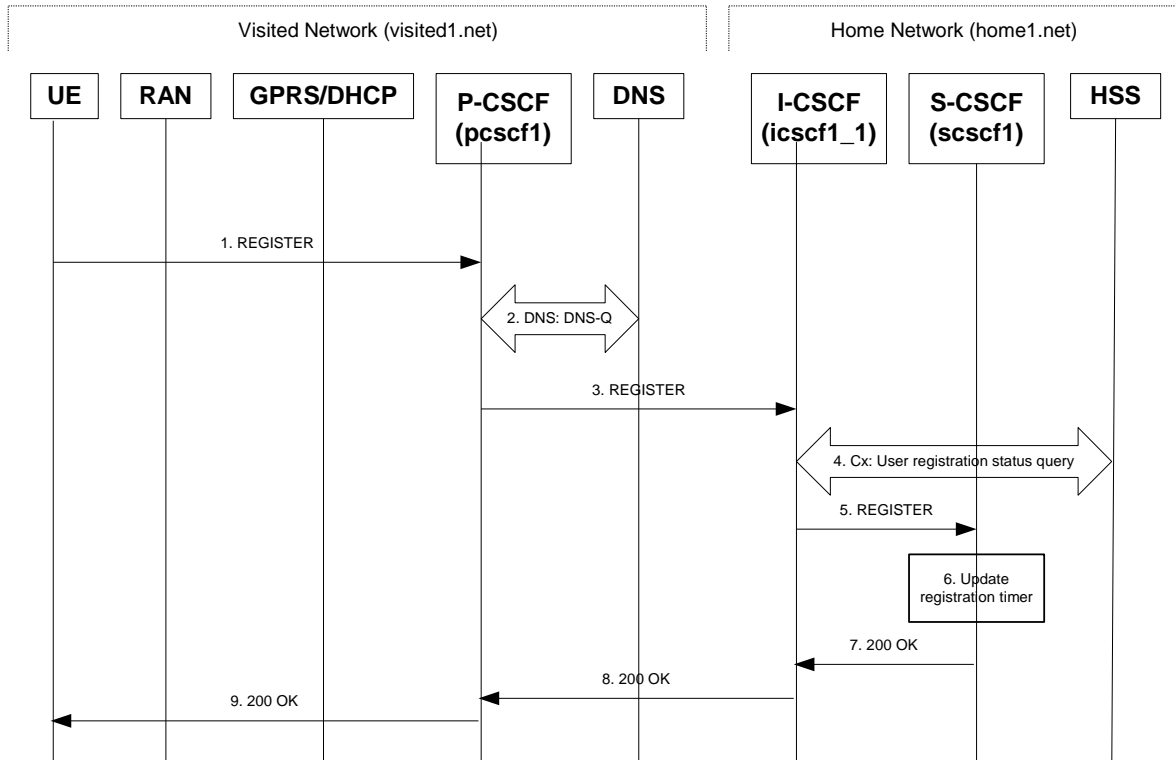 Visited Network (visited1.net)
Home Network (home1.net)
UE
RAN
GPRS/DHCP
P-CSCF
(pcscf1)
DNS
I-CSCF
(icscf1_1)
S-CSCF
(scscf1)
HSS
1. REGISTER
2. DNS: DNS-Q
3. REGISTER
4. Cx: User registration status query
5. REGISTER
6. Update
registration timer
7. 200 OK
8. 200 OK
9. 200 OK